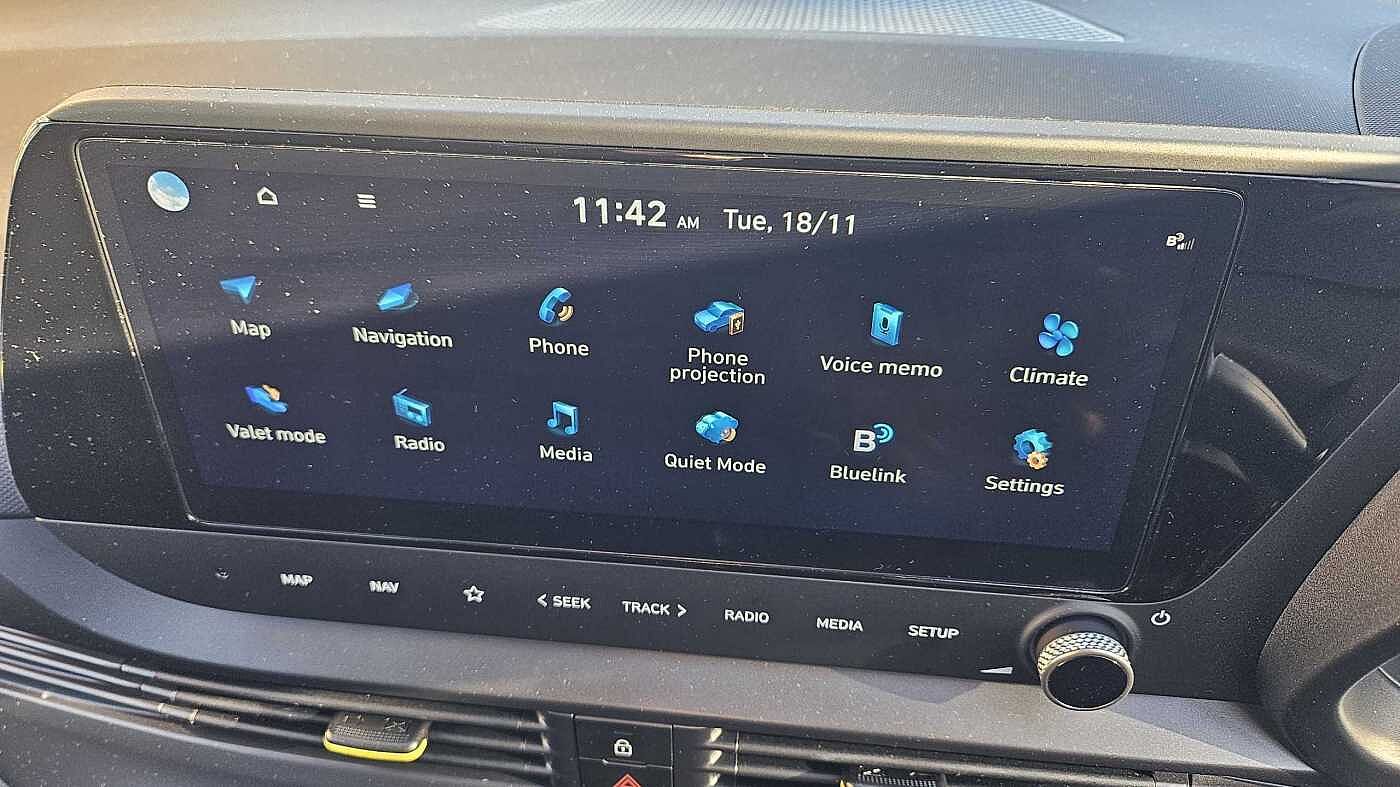 11:42 AM Tue, 18/11
B
Map
Navigation
Phone
Phone
projection
Voice memo
Climate
Valet mode
Radio
Media
Quiet Mode
B
Bluelink
Settings
MAP
NAV
< SEEK
TRACK >
RADIO
MEDIA
SETUP